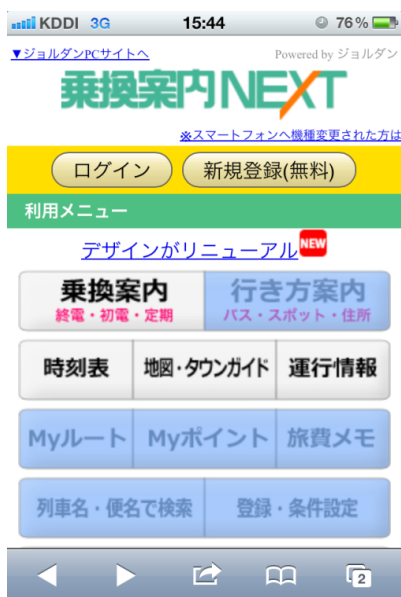 KDDI 3G 15:44 76%
▼ジョルダンPCサイトへ Powered by ジョルダン
乗換案内NEXT
※スマートフォンへ機種変更された方は
ログイン 新規登録(無料)
利用メニュー
デザインがリニューアル NEW
乗換案内 行き方案内
終電・初電・定期 バス・スポット・住所
時刻表 地図・タウンガイド 運行情報
Myルート Myポイント 旅費メモ
列車名・便名で検索 登録・条件設定
2